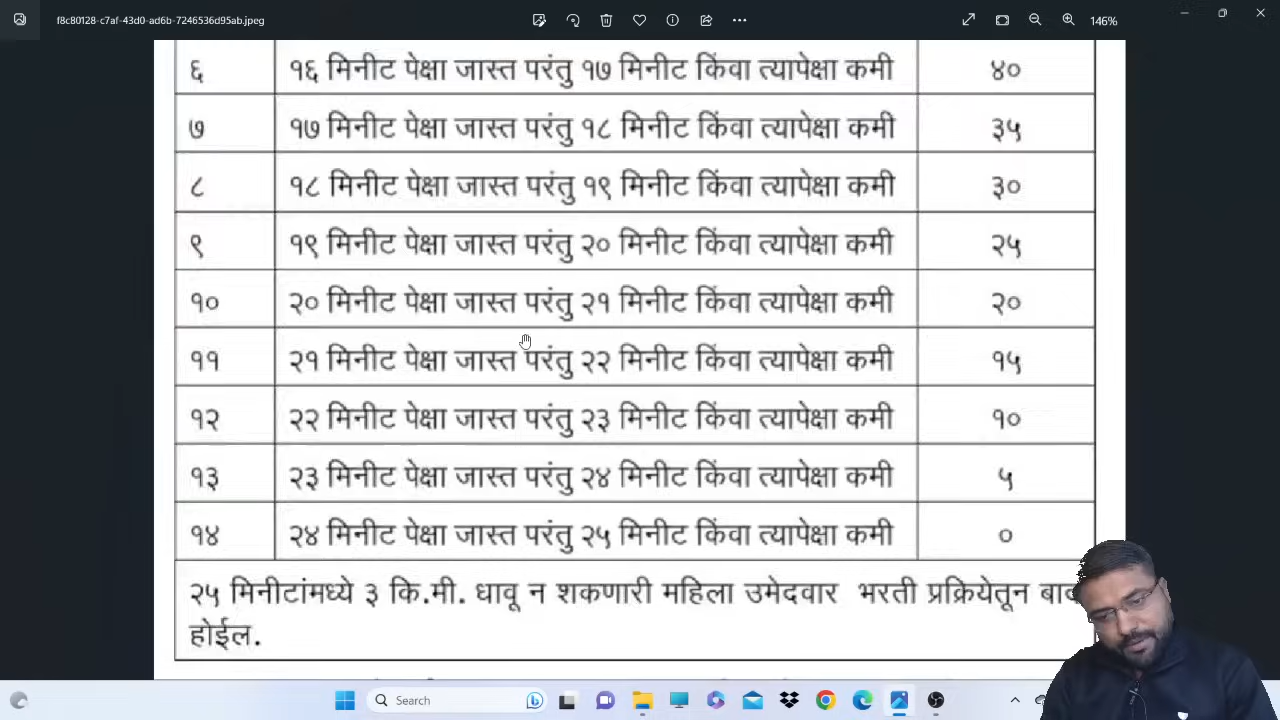 f8c80128-c7af-43d0-ad6b-7246536d95ab.jpeg
146%
६ १६ मिनीट पेक्षा जास्त परंतु १७ मिनीट किंवा त्यापेक्षा कमी ४०
७ १७ मिनीट पेक्षा जास्त परंतु १८ मिनीट किंवा त्यापेक्षा कमी ३५
८ १८ मिनीट पेक्षा जास्त परंतु १९ मिनीट किंवा त्यापेक्षा कमी ३०
९ १९ मिनीट पेक्षा जास्त परंतु २० मिनीट किंवा त्यापेक्षा कमी २५
१० २० मिनीट पेक्षा जास्त परंतु २१ मिनीट किंवा त्यापेक्षा कमी २०
११ २१ मिनीट पेक्षा जास्त परंतु २२ मिनीट किंवा त्यापेक्षा कमी १५
१२ २२ मिनीट पेक्षा जास्त परंतु २३ मिनीट किंवा त्यापेक्षा कमी १०
१३ २३ मिनीट पेक्षा जास्त परंतु २४ मिनीट किंवा त्यापेक्षा कमी ५
१४ २४ मिनीट पेक्षा जास्त परंतु २५ मिनीट किंवा त्यापेक्षा कमी ०
२५ मिनीटांमध्ये ३ कि.मी. धावू न शकणारी महिला उमेदवार भरती प्रक्रियेतून
होईल.
Search